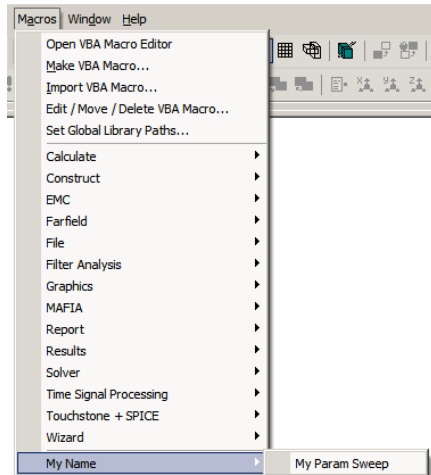 Macros Window Help
Open VBA Macro Editor
Make VBA Macro...
Import VBA Macro...
Edit / Move / Delete VBA Macro...
Set Global Library Paths...
Calculate
Construct
EMC
Farfield
File
Filter Analysis
Graphics
MAFIA
Report
Results
Solver
Time Signal Processing
Touchstone + SPICE
Wizard
My Name My Param Sweep